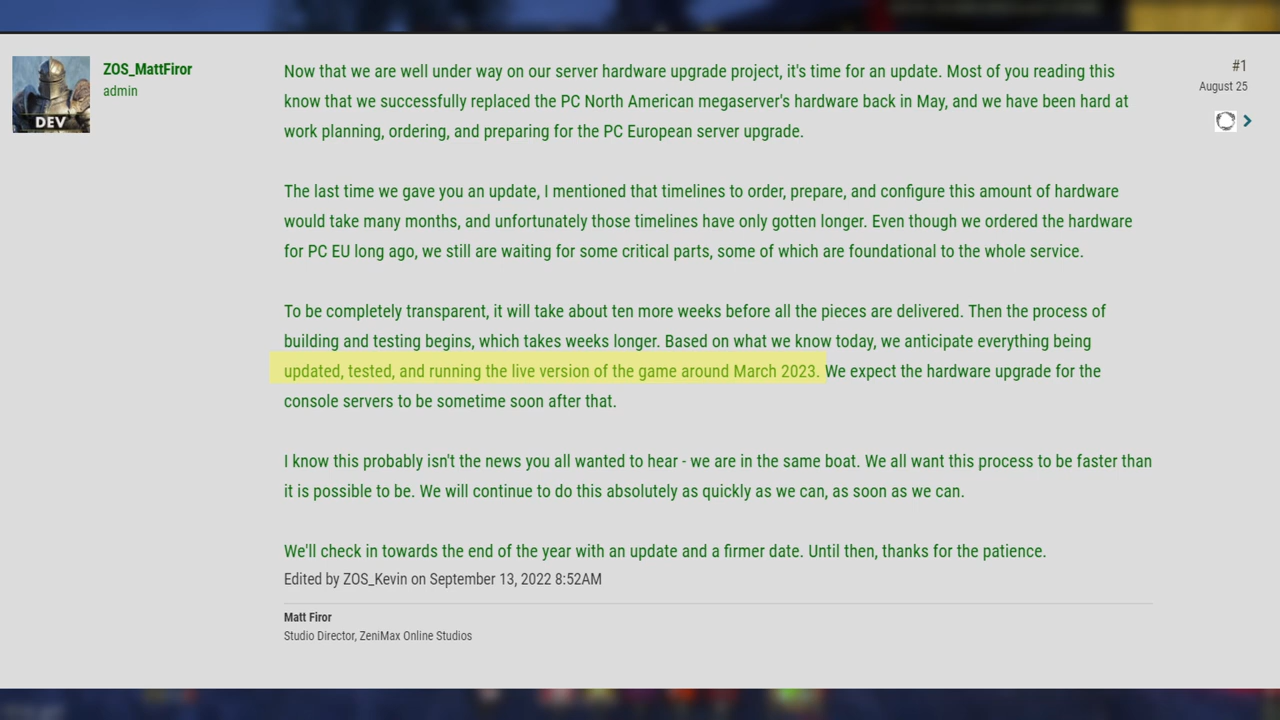 ZOS_MattFiror
admin
DEV
#1
August 25
Now that we are well under way on our server hardware upgrade project, it's time for an update. Most of you reading this
know that we successfully replaced the PC North American megaserver's hardware back in May, and we have been hard at
work planning, ordering, and preparing for the PC European server upgrade.
The last time we gave you an update, I mentioned that timelines to order, prepare, and configure this amount of hardware
would take many months, and unfortunately those timelines have only gotten longer. Even though we ordered the hardware
for PC EU long ago, we still are waiting for some critical parts, some of which are foundational to the whole service.
To be completely transparent, it will take about ten more weeks before all the pieces are delivered. Then the process of
building and testing begins, which takes weeks longer. Based on what we know today, we anticipate everything being
updated, tested, and running the live version of the game around March 2023. We expect the hardware upgrade for the
console servers to be sometime soon after that.
I know this probably isn't the news you all wanted to hear - we are in the same boat. We all want this process to be faster than
it is possible to be. We will continue to do this absolutely as quickly as we can, as soon as we can.
We'll check in towards the end of the year with an update and a firmer date. Until then, thanks for the patience.
Edited by ZOS_Kevin on September 13, 2022 8:52AM
Matt Firor
Studio Director, ZeniMax Online Studios